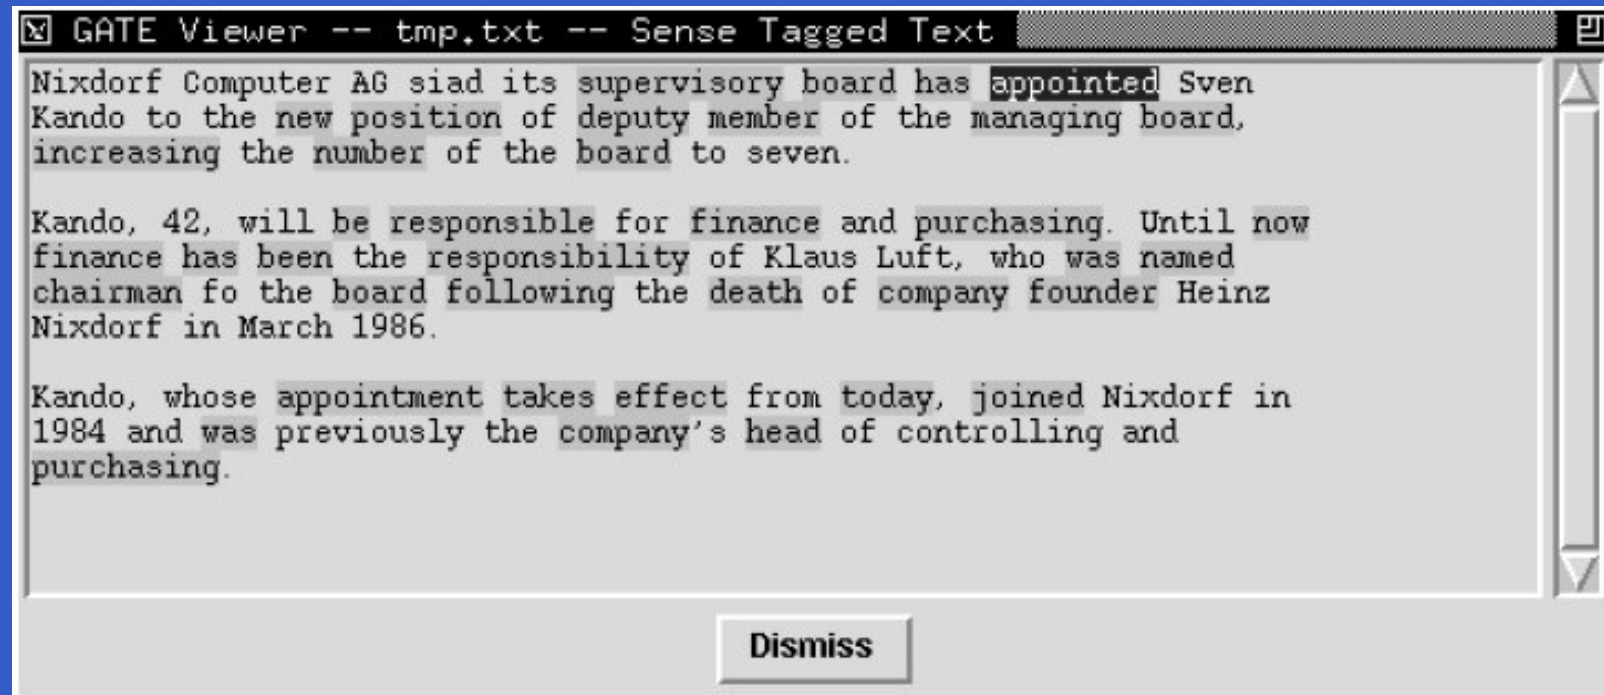 GATE Viewer -- tmp.txt -- Sense Tagged Text
Nixdorf Computer AG siad its supervisory board has appointed Sven
Kando to the new position of deputy member of the managing board,
increasing the number of the board to seven.
Kando, 42, will be responsible for finance and purchasing. Until now
finance has been the responsibility of Klaus Luft, who was named
chairman fo the board following the death of company founder Heinz
Nixdorf in March 1986.
Kando, whose appointment takes effect from today, joined Nixdorf in
1984 and was previously the company's head of controlling and
purchasing.
Dismiss